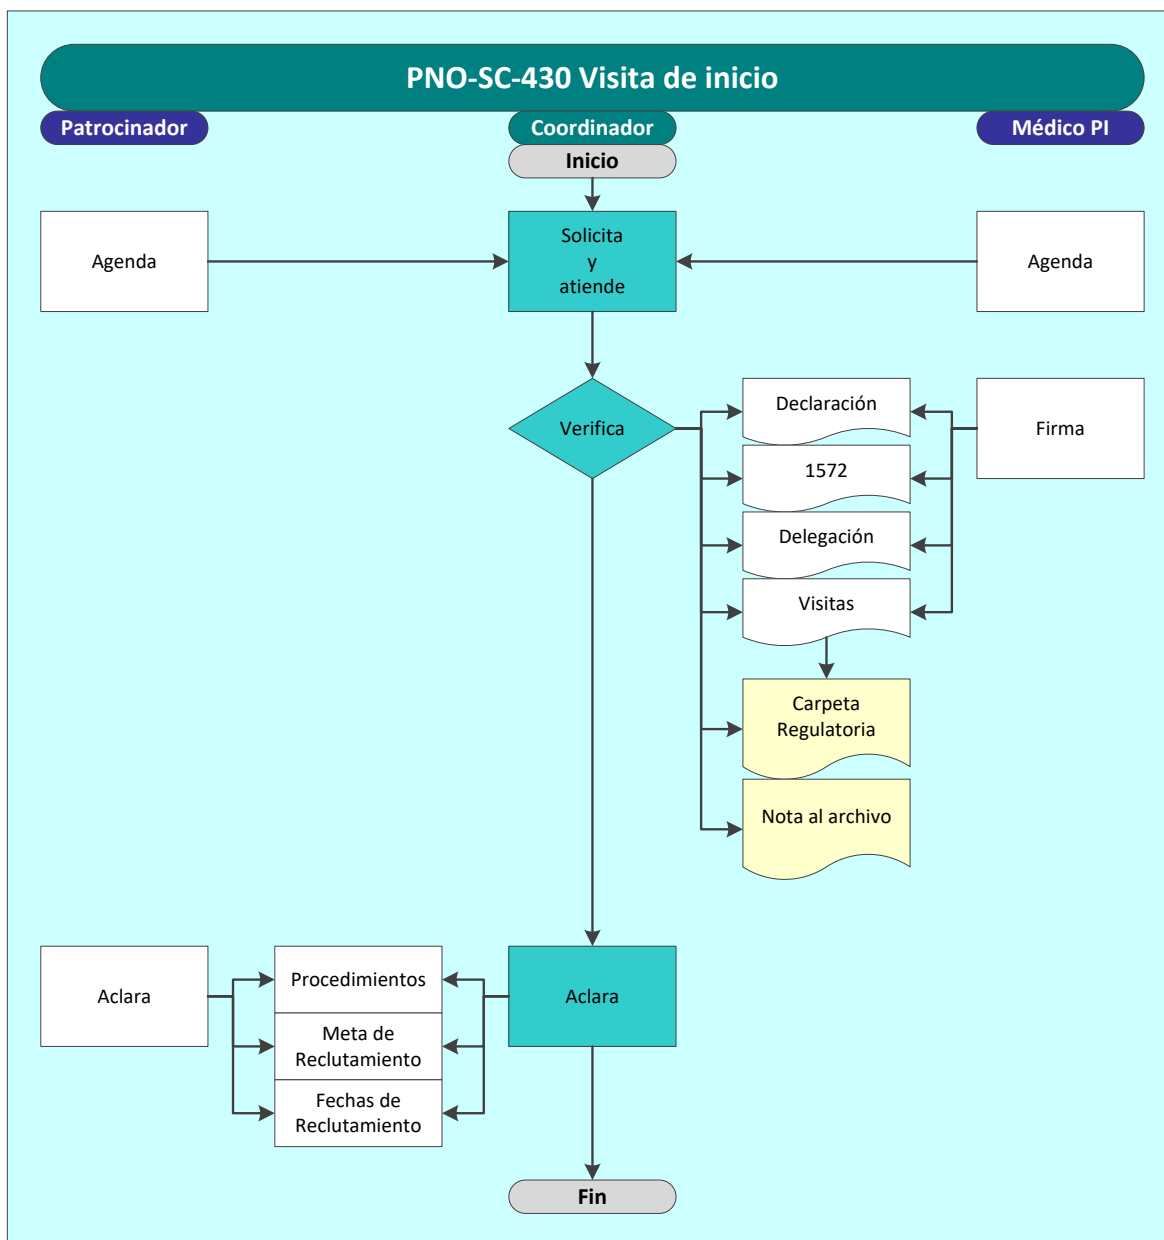 PNO-SC-430 Visita de inicio
Patrocinador
Coordinador
Médico PI
Inicio
Agenda
Solicita
y
atiende
Agenda
Verifica
Declaración
Firma
1572
Delegación
Visitas
Carpeta
Regulatoria
Nota al archivo
Aclara
Procedimientos
Aclara
Meta de
Reclutamiento
Fechas de
Reclutamiento
Fin